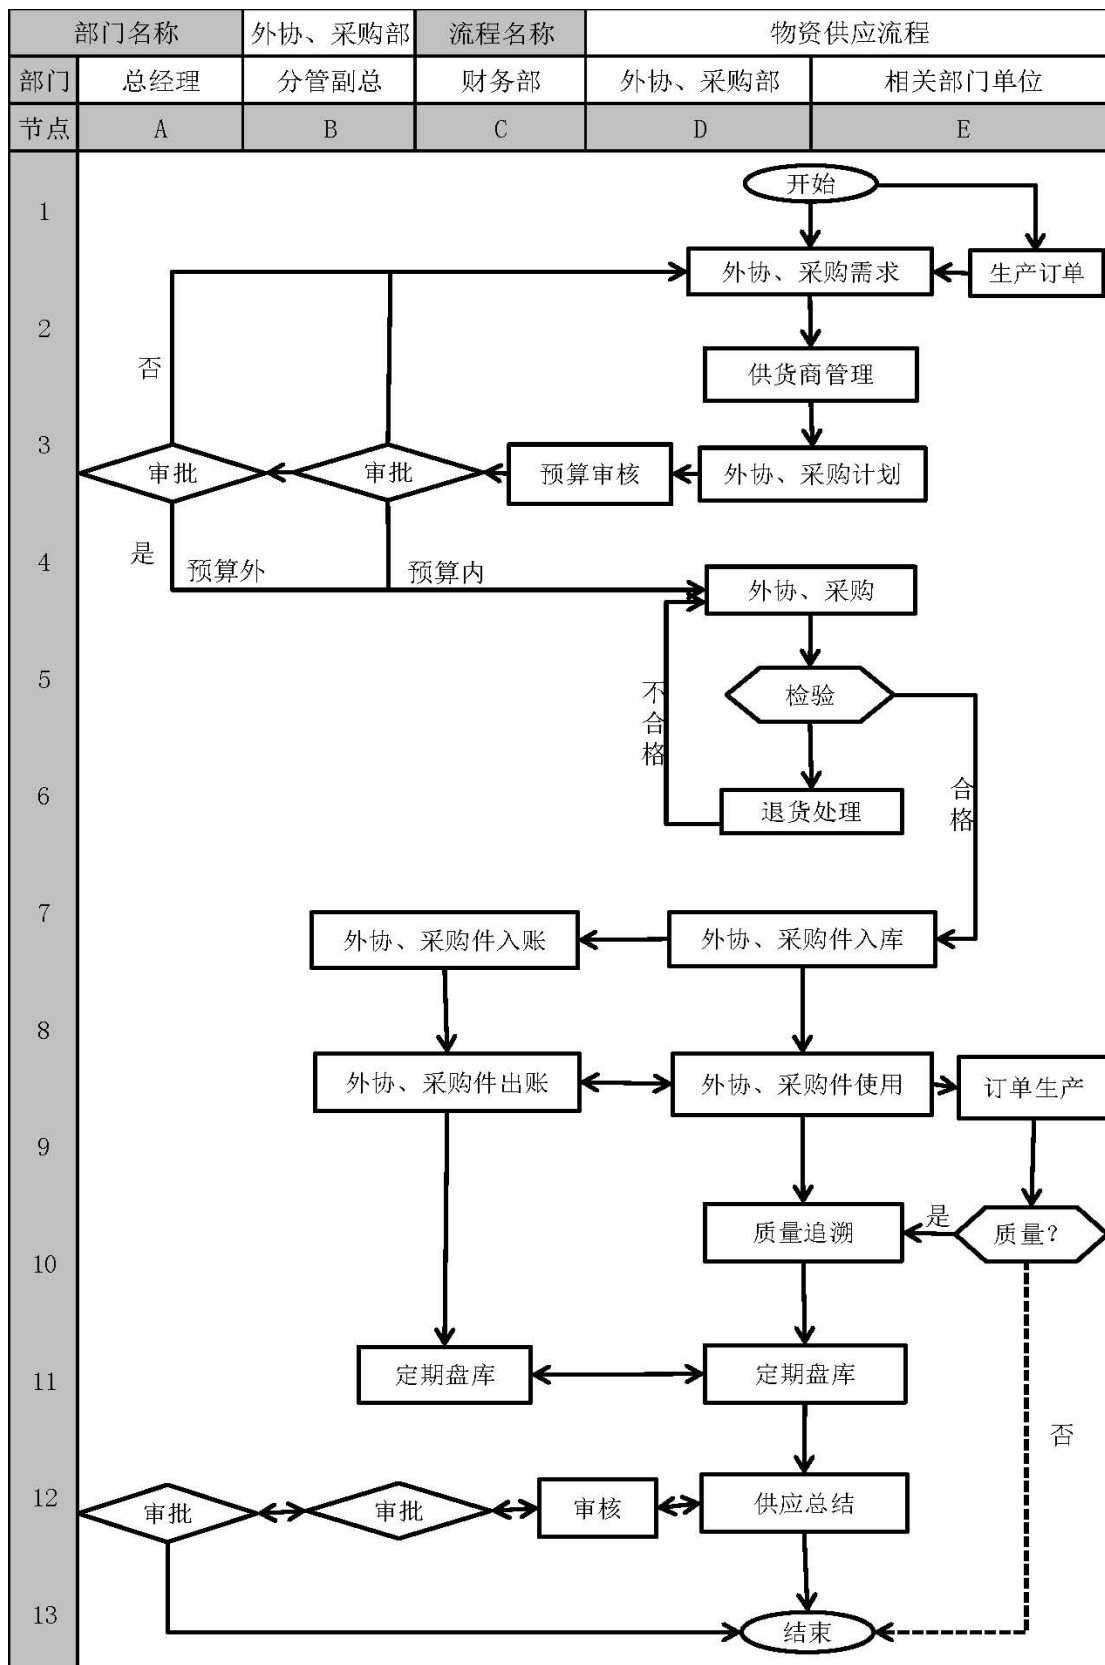 部门名称 外协、采购部 流程名称 物资供应流程
部门 总经理 分管副总 财务部 外协、采购部 相关部门单位
节点 A B C D E
开始
1
外协、采购需求 生产订单
2
否 供货商管理
3
审批 审批 预算审核 外协、采购计划
是 预算外 预算内
4
外协、采购
5
不合格 检验
6
退货处理 合格
7
外协、采购件入账 外协、采购件入库
8
外协、采购件出账 外协、采购件使用 订单生产
9
质量追溯 是 质量?
10
11
定期盘库 定期盘库
否
12
审批 审批 审核 供应总结
13
结束